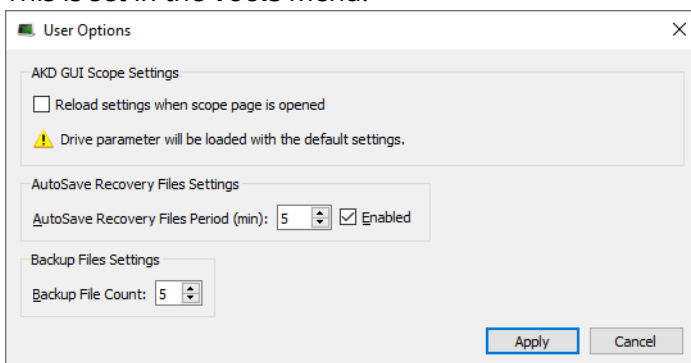 This is set in the Tools menu.
User Options
AKD GUI Scope Settings
Reload settings when scope page is opened
Drive parameter will be loaded with the default settings.
AutoSave Recovery Files Settings
AutoSave Recovery Files Period (min): 5 Enabled
Backup Files Settings
Backup File Count: 5
Apply Cancel